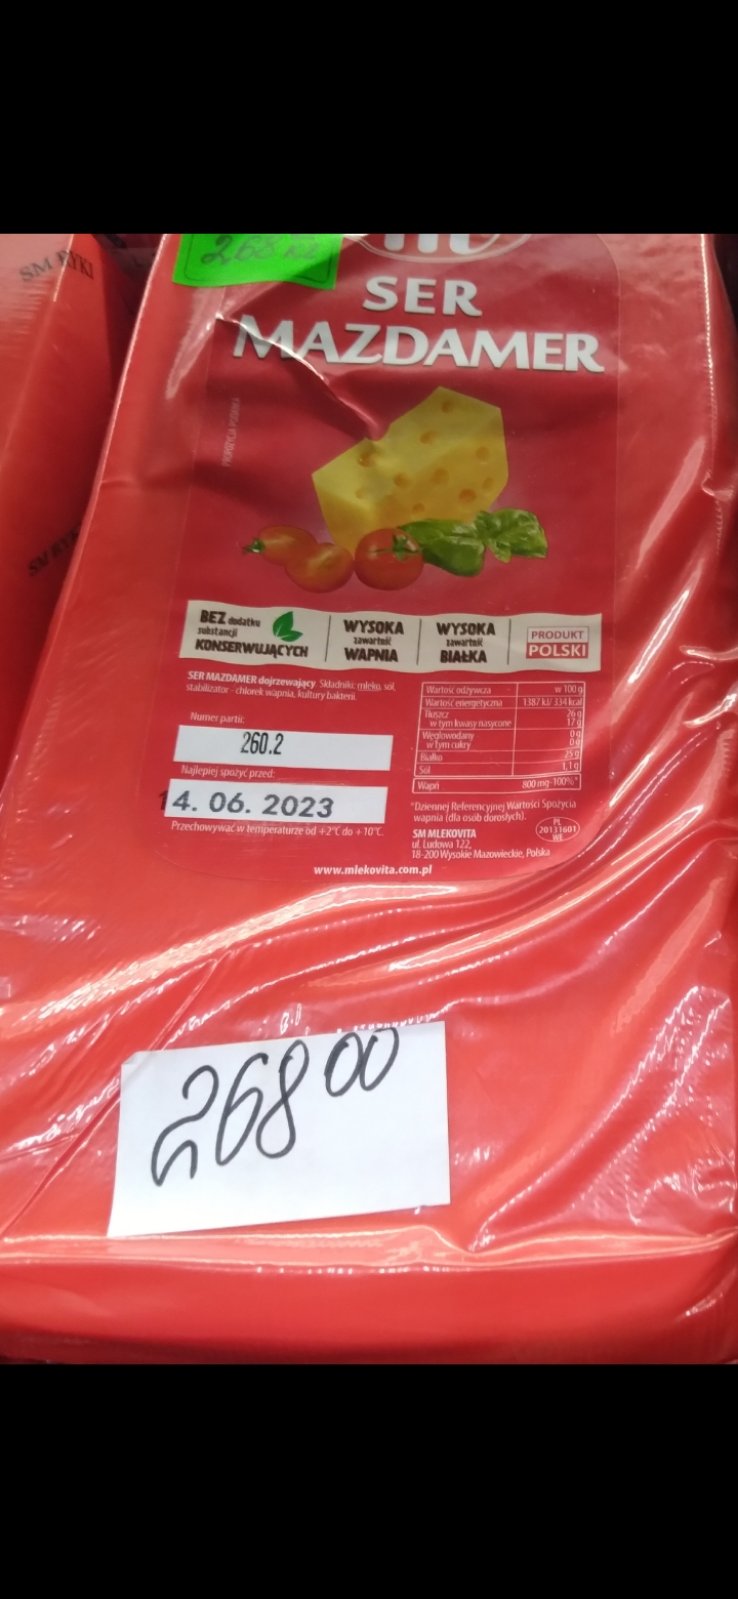 268
SM RYKI
SER
MAZDAMER
PROPOZYCJA PODANIA
SM RYKI
BEZ dodatku
substancji
KONSERWUJĄCYCH
WYSOKA
zawartość
WAPNIA
WYSOKA
zawartość
BIAŁKA
PRODUKT
POLSKI
SER MAZDAMER dojrzewający. Składniki: mleko, sól,
stabilizator - chlorek wapnia, kultury bakterii.
Numer partii:
260.2
Najlepiej spożyć przed:
14. 06. 2023
Przechowywać w temperaturze od +2°C do +10°C.
Wartość odżywcza w 100 g
Wartość energetyczna 1387 kJ/ 334 kcal
Tłuszcz 26 g
w tym kwasy nasycone 17 g
Węglowodany 0 g
w tym cukry 0 g
Białko 25 g
Sól 1,1 g
Wapń 800 mg-100%*
*Dziennej Referencyjnej Wartości Spożycia
wapnia (dla osób dorosłych).
SM MLEKOVITA
ul. Ludowa 122,
18-200 Wysokie Mazowieckie, Polska
PL
20131601
WE
www.mlekovita.com.pl
268 00